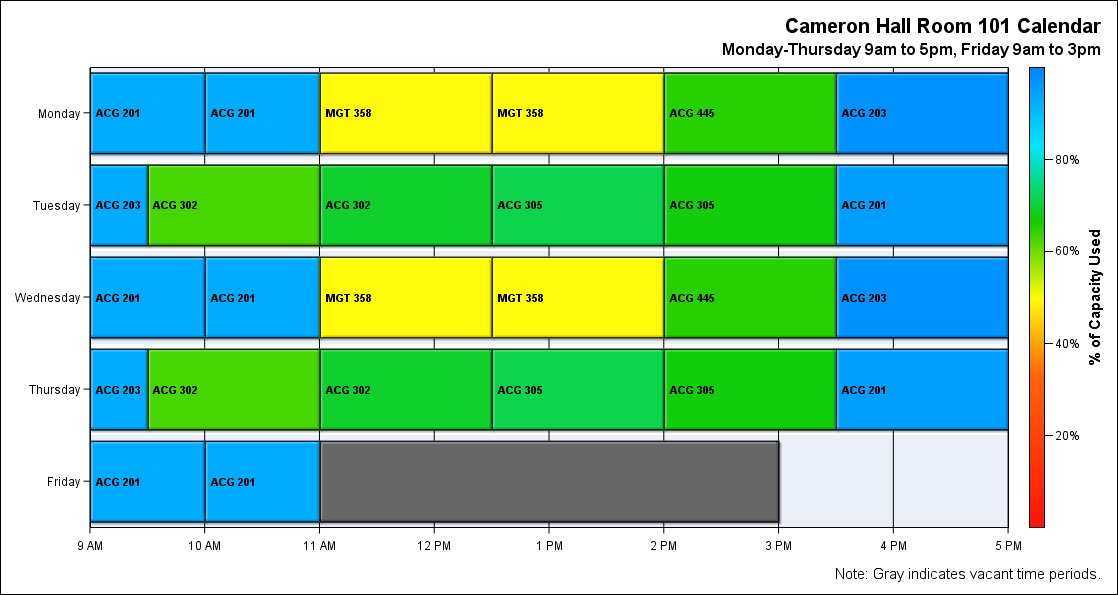 Cameron Hall Room 101 Calendar
Monday-Thursday 9am to 5pm, Friday 9am to 3pm
Monday ACG 201 ACG 201 MGT 358 MGT 358 ACG 445 ACG 203
80%
Tuesday ACG 203 ACG 302 ACG 302 ACG 305 ACG 305 ACG 201
60%
Wednesday ACG 201 ACG 201 MGT 358 MGT 358 ACG 445 ACG 203
% of Capacity Used
40%
Thursday ACG 203 ACG 302 ACG 302 ACG 305 ACG 305 ACG 201
20%
Friday ACG 201 ACG 201
9 AM 10 AM 11 AM 12 PM 1 PM 2 PM 3 PM 4 PM 5 PM
Note: Gray indicates vacant time periods.